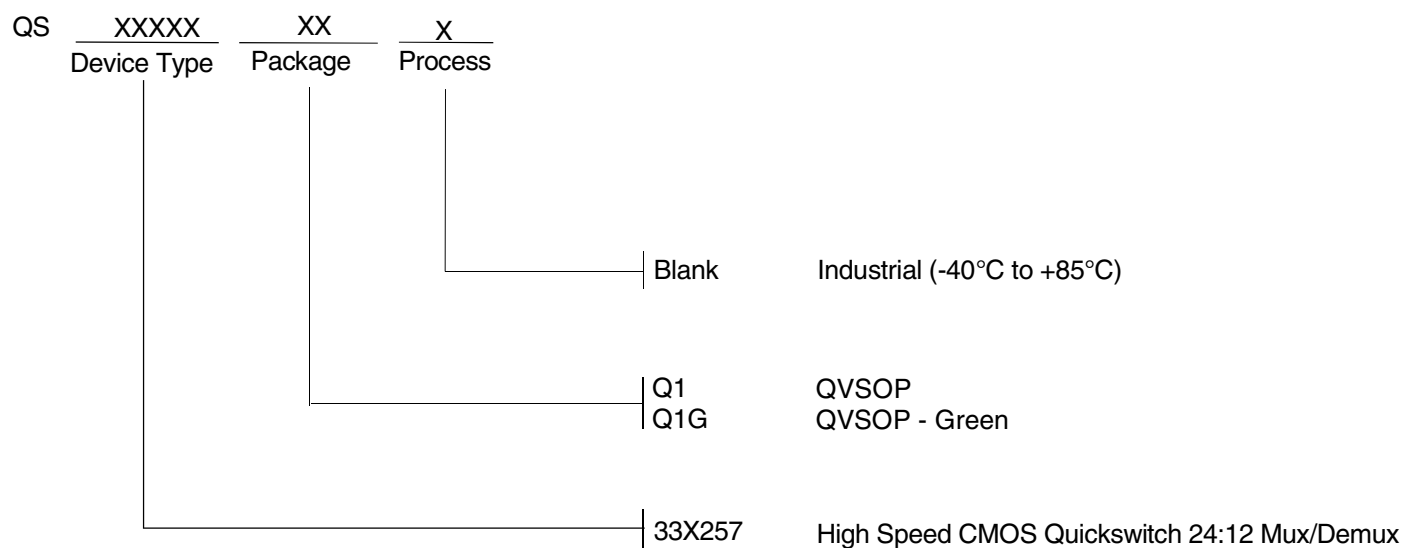 QS XXXXX XX X
Device Type Package Process
Blank Industrial (-40°C to +85°C)
Q1 QVSOP
Q1G QVSOP - Green
33X257 High Speed CMOS Quickswitch 24:12 Mux/Demux